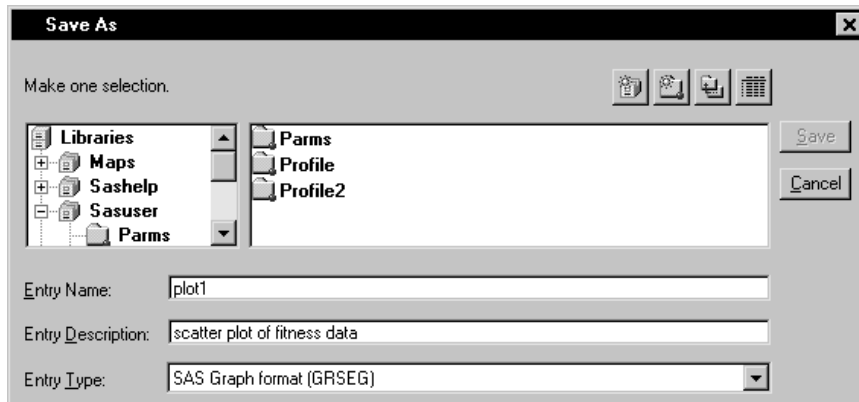 Save As
Make one selection.
Libraries
Maps
Sashelp
Sasuser
Parms
Parms
Profile
Profile2
Save
Cancel
Entry Name: plot1
Entry Description: scatter plot of fitness data
Entry Type: SAS Graph format (GRSEG)